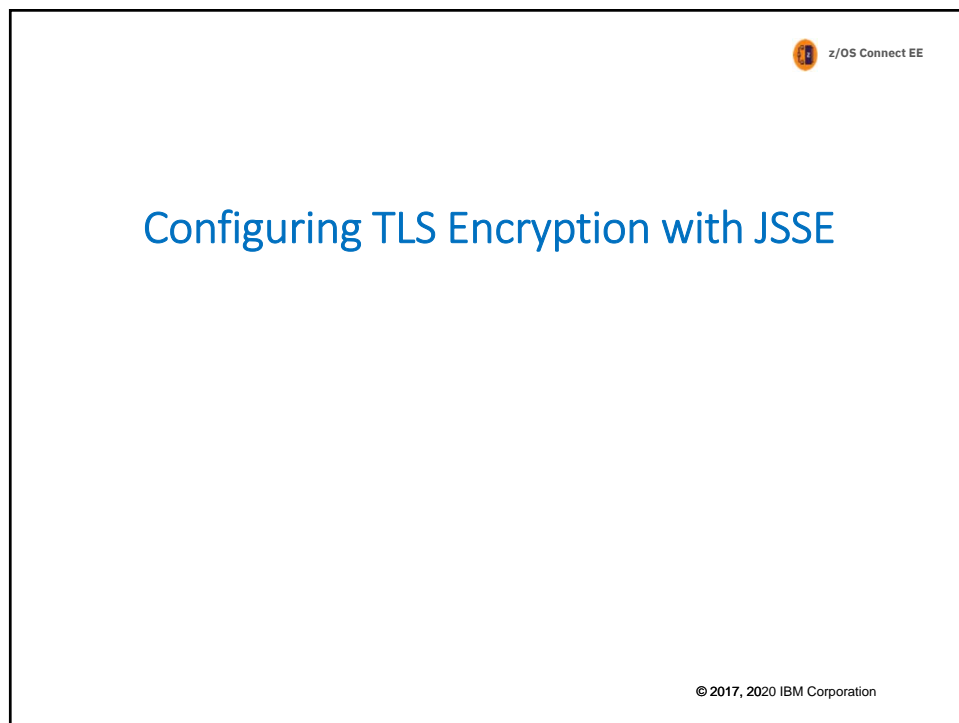 z/OS Connect EE
Configuring TLS Encryption with JSSE
© 2017, 2020 IBM Corporation